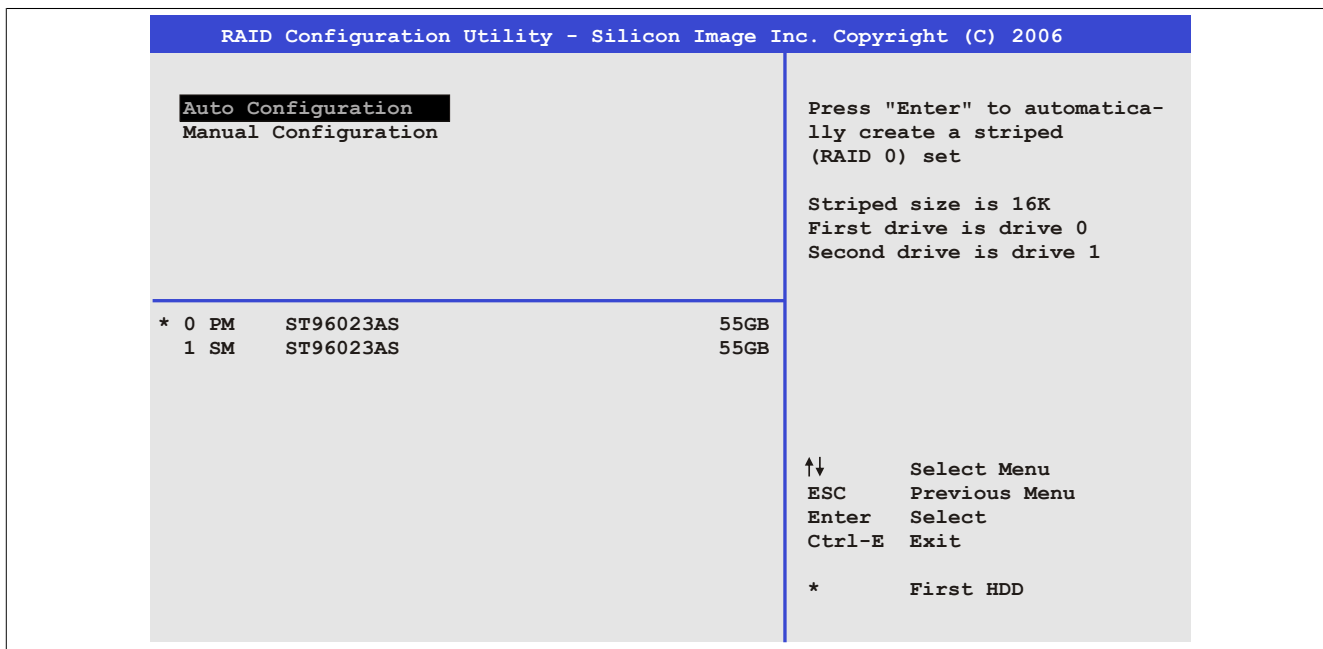 RAID Configuration Utility - Silicon Image Inc. Copyright (C) 2006
Auto Configuration
Manual Configuration
* 0 PM ST96023AS 55GB
1 SM ST96023AS 55GB
Press "Enter" to automatica-
lly create a striped
(RAID 0) set
Striped size is 16K
First drive is drive 0
Second drive is drive 1
↑↓ Select Menu
ESC Previous Menu
Enter Select
Ctrl-E Exit
* First HDD